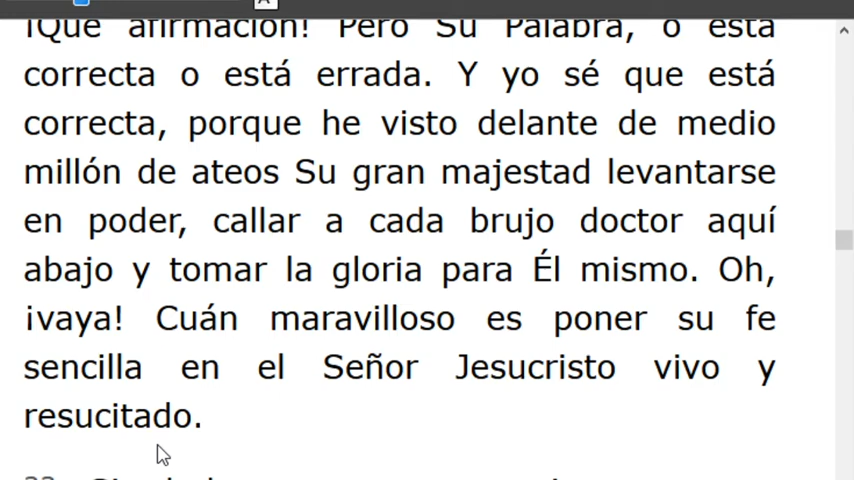 ¡Qué afirmación! Pero Su Palabra, o está
correcta o está errada. Y yo sé que está
correcta, porque he visto delante de medio
millón de ateos Su gran majestad levantarse
en poder, callar a cada brujo doctor aquí
abajo y tomar la gloria para Él mismo. Oh,
¡vaya! Cuán maravilloso es poner su fe
sencilla en el Señor Jesucristo vivo y
resucitado.